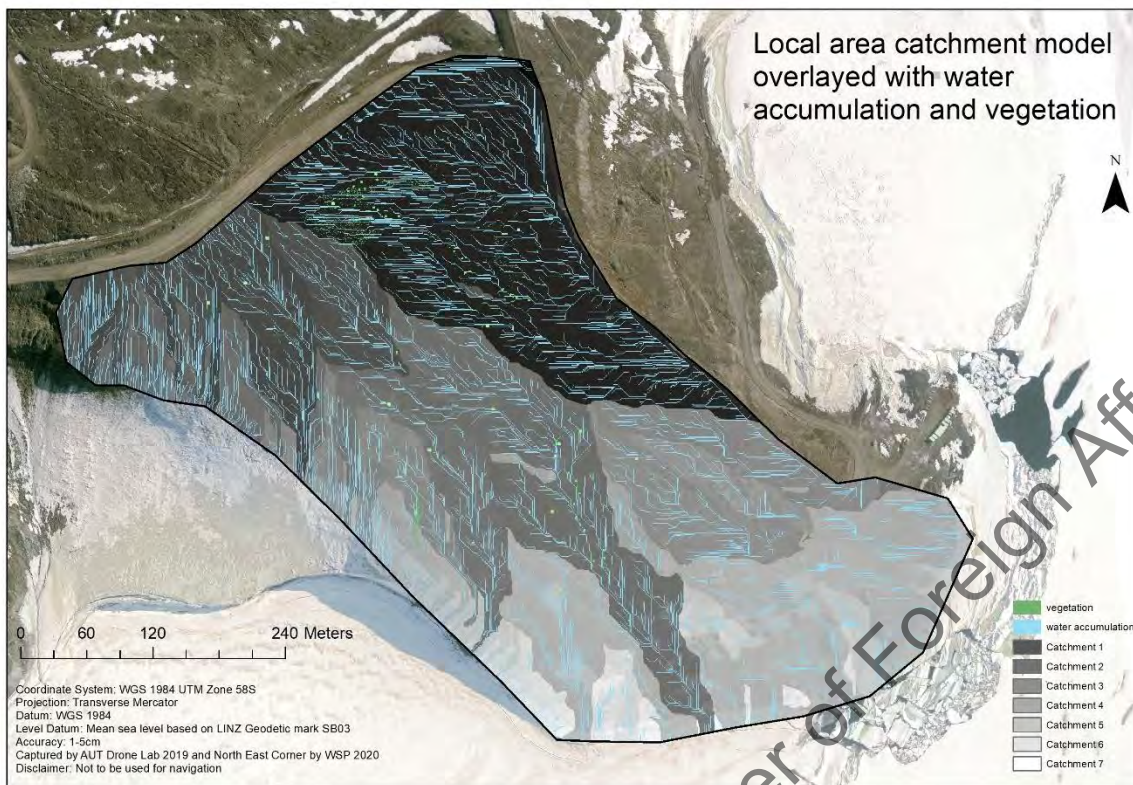 Local area catchment model
overlayed with water
accumulation and vegetation
N
0 60 120 240 Meters
Coordinate System: WGS 1984 UTM Zone 58S
Projection: Transverse Mercator
Datum: WGS 1984
Level Datum: Mean sea level based on LINZ Geodetic mark SB03
Accuracy: 1-5cm
Captured by AUT Drone Lab 2019 and North East Corner by WSP 2020
Disclaimer: Not to be used for navigation
vegetation
water accumulation
Catchment 1
Catchment 2
Catchment 3
Catchment 4
Catchment 5
Catchment 6
Catchment 7
er of Foreign Aff